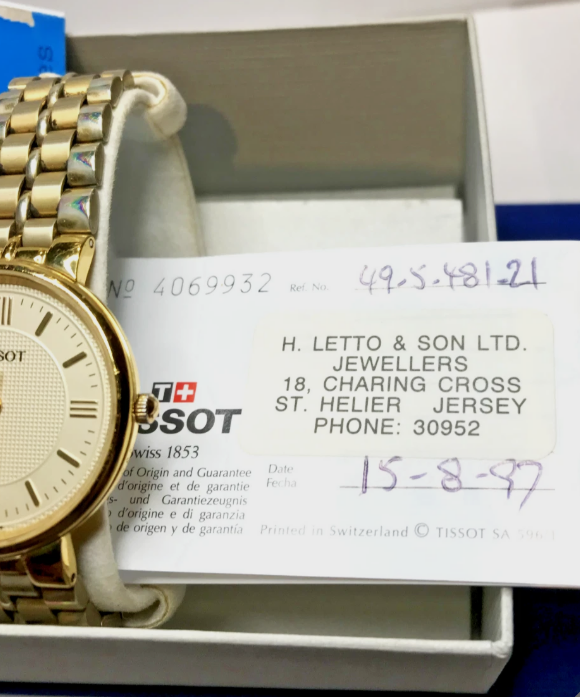 Nº 4069932 Ref. No. 49.5.481.21
H. LETTO & SON LTD.
JEWELLERS
18, CHARING CROSS
ST. HELIER JERSEY
PHONE: 30952
T+
SSOT
SOT
wiss 1853
of Origin and Guarantee
d'origine et de garantie
s- und Garantiezeugnis
d'origine e di garanzia
de origen y de garantía
Date
Fecha
15-8-97
Printed in Switzerland © TISSOT SA